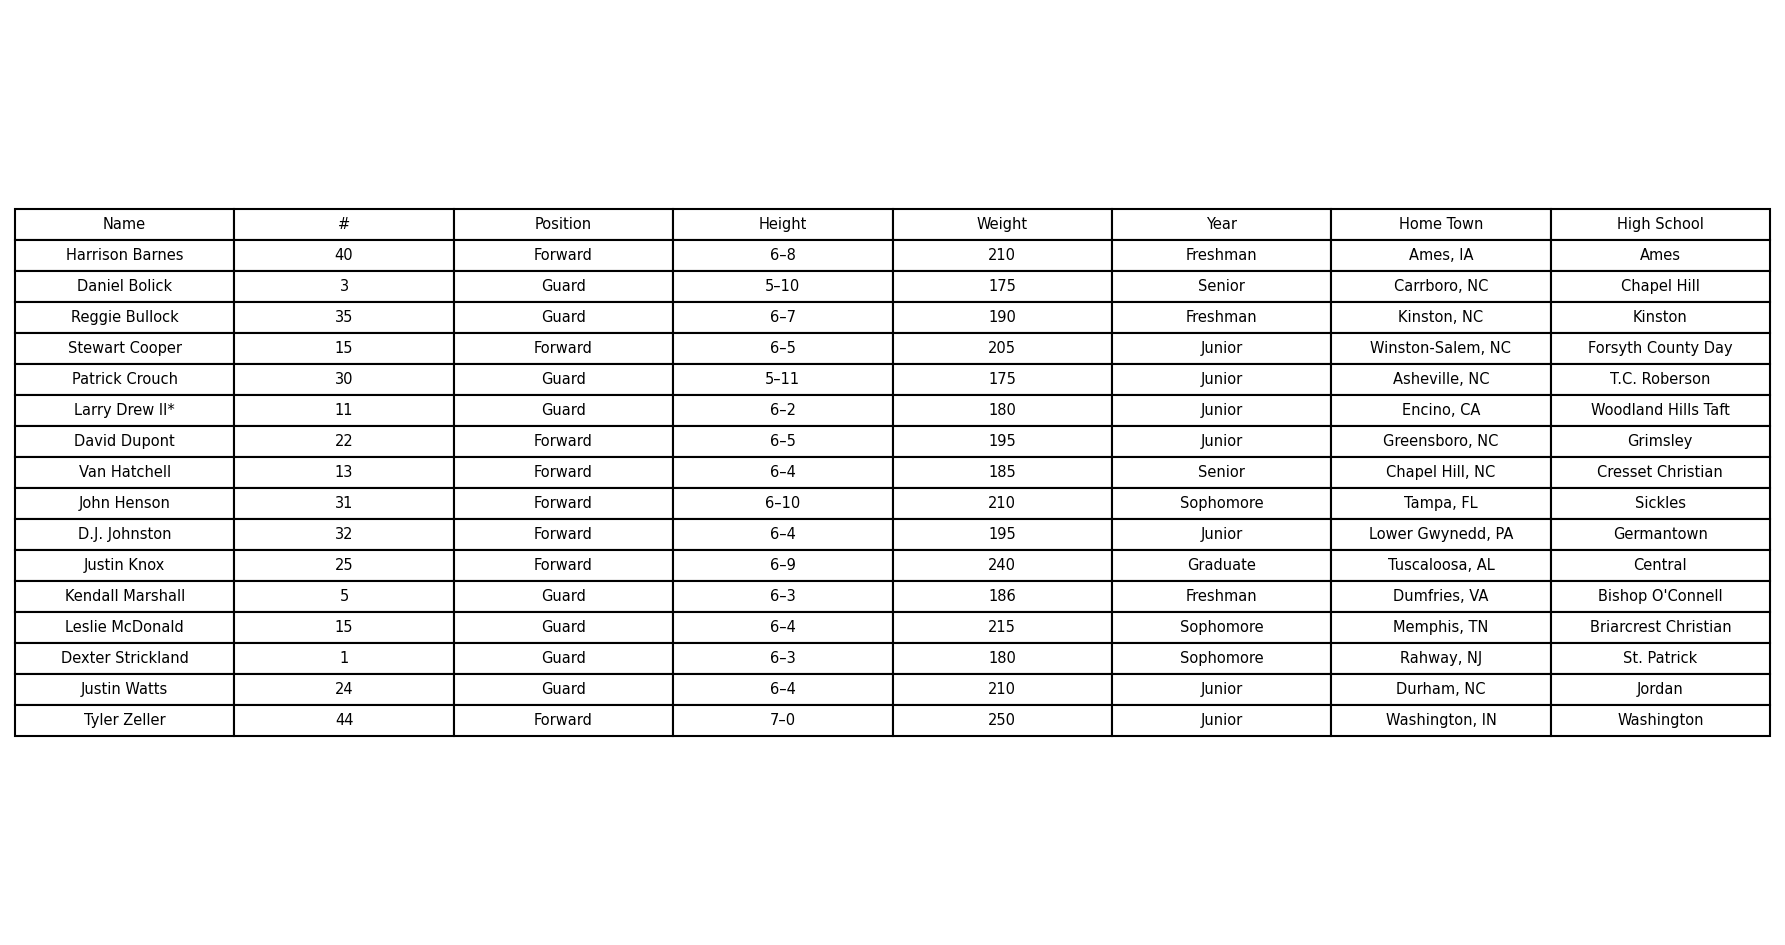 Name # Position Height Weight Year Home Town High School
Harrison Barnes 40 Forward 6–8 210 Freshman Ames, IA Ames
Daniel Bolick 3 Guard 5–10 175 Senior Carrboro, NC Chapel Hill
Reggie Bullock 35 Guard 6–7 190 Freshman Kinston, NC Kinston
Stewart Cooper 15 Forward 6–5 205 Junior Winston-Salem, NC Forsyth County Day
Patrick Crouch 30 Guard 5–11 175 Junior Asheville, NC T.C. Roberson
Larry Drew II* 11 Guard 6–2 180 Junior Encino, CA Woodland Hills Taft
David Dupont 22 Forward 6–5 195 Junior Greensboro, NC Grimsley
Van Hatchell 13 Forward 6–4 185 Senior Chapel Hill, NC Cresset Christian
John Henson 31 Forward 6–10 210 Sophomore Tampa, FL Sickles
D.J. Johnston 32 Forward 6–4 195 Junior Lower Gwynedd, PA Germantown
Justin Knox 25 Forward 6–9 240 Graduate Tuscaloosa, AL Central
Kendall Marshall 5 Guard 6–3 186 Freshman Dumfries, VA Bishop O'Connell
Leslie McDonald 15 Guard 6–4 215 Sophomore Memphis, TN Briarcrest Christian
Dexter Strickland 1 Guard 6–3 180 Sophomore Rahway, NJ St. Patrick
Justin Watts 24 Guard 6–4 210 Junior Durham, NC Jordan
Tyler Zeller 44 Forward 7–0 250 Junior Washington, IN Washington